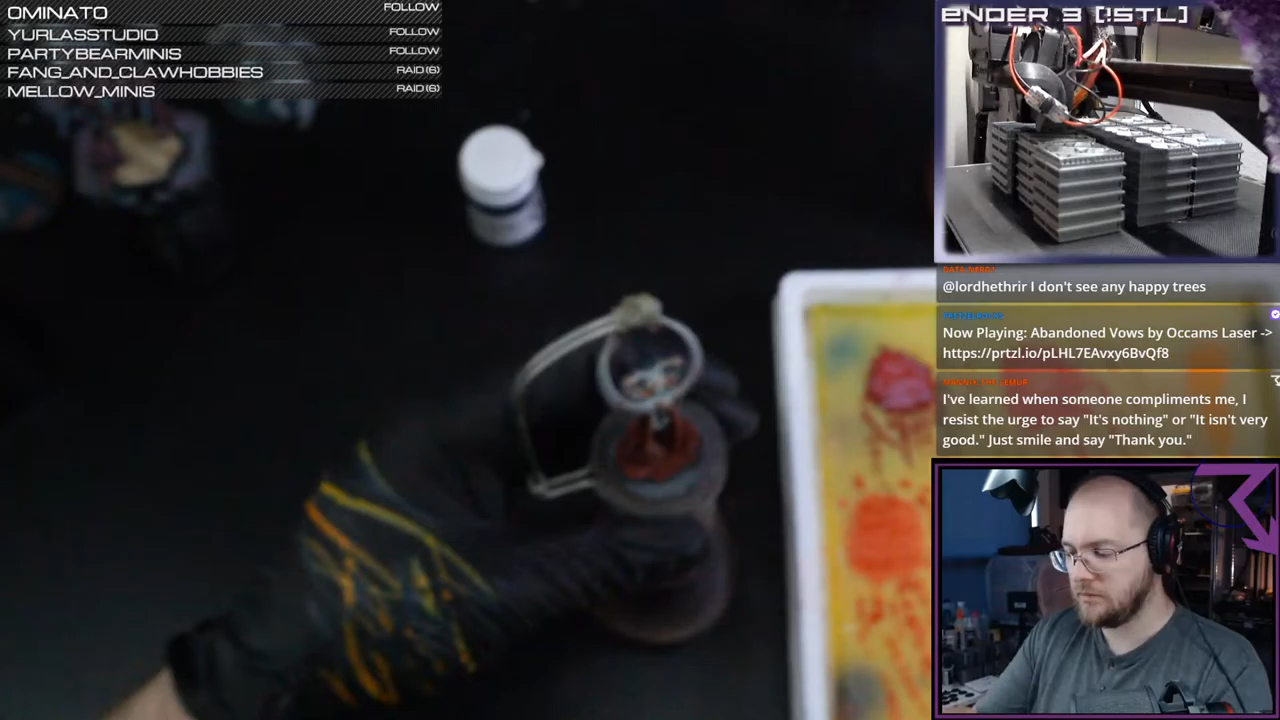 OMINATO FOLLOW
YURLASSTUDIO FOLLOW
PARTYBEARMINIS FOLLOW
FANG_AND_CLAWHOBBIES RAID(6)
MELLOW_MINIS RAID(6)
ENDER 3 [!STL]
@lordhethrir I don't see any happy trees
Now Playing: Abandoned Vows by Occams Laser ->
https://prtzl.io/pLHL7EAvxy6BvQf8
I've learned when someone compliments me, I
resist the urge to say "It's nothing" or "It isn't very
good." Just smile and say "Thank you."